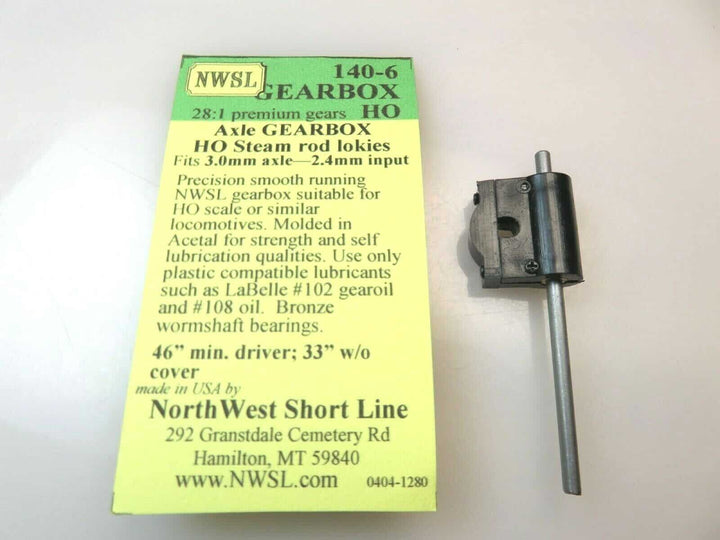 NWSL
140-6
GEARBOX
28:1 premium gears HO
Axle GEARBOX
HO Steam rod lokies
Fits 3.0mm axle—2.4mm input
Precision smooth running
NWSL gearbox suitable for
HO scale or similar
locomotives. Molded in
Acetal for strength and self
lubrication qualities. Use only
plastic compatible lubricants
such as LaBelle #102 gearoil
and #108 oil. Bronze
wormshaft bearings.
46” min. driver; 33” w/o
cover
made in USA by
NorthWest Short Line
292 Granstdale Cemetery Rd
Hamilton, MT 59840
www.NWSL.com 0404-1280